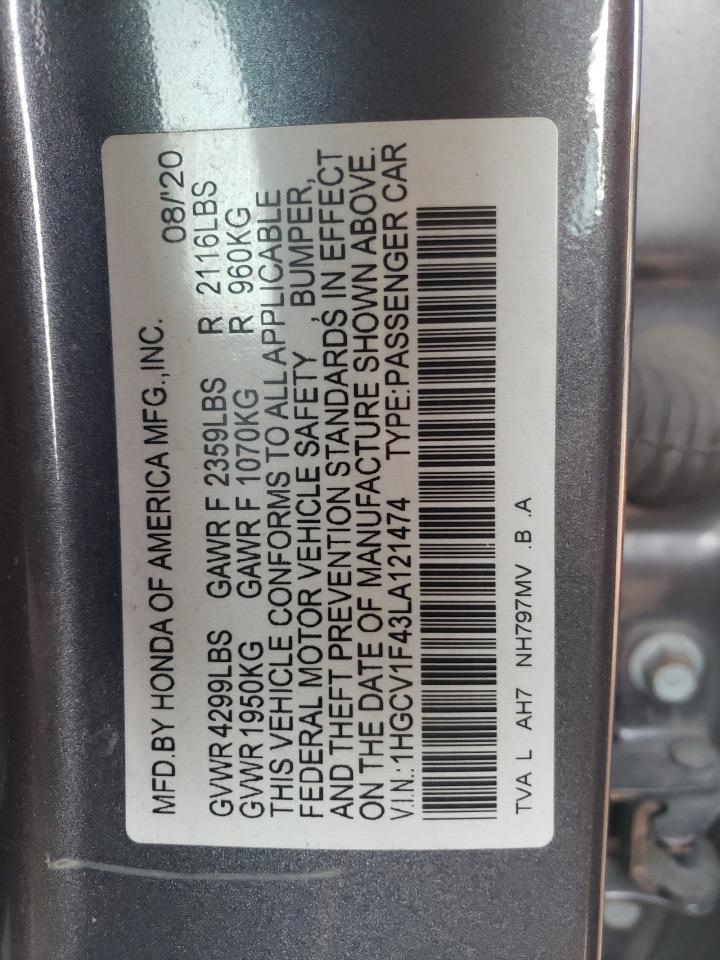 MFD.BY HONDA OF AMERICA MFG.,INC. 08/'20
GVWR 4299LBS GAWR F 2359LBS R 2116LBS
GVWR 1950KG GAWR F 1070KG R 960KG
THIS VEHICLE CONFORMS TO ALL APPLICABLE
FEDERAL MOTOR VEHICLE SAFETY , BUMPER,
AND THEFT PREVENTION STANDARDS IN EFFECT
ON THE DATE OF MANUFACTURE SHOWN ABOVE.
V.I.N.:1HGCV1F43LA121474 TYPE:PASSENGER CAR
TVA L AH7 NH797MV .B .A